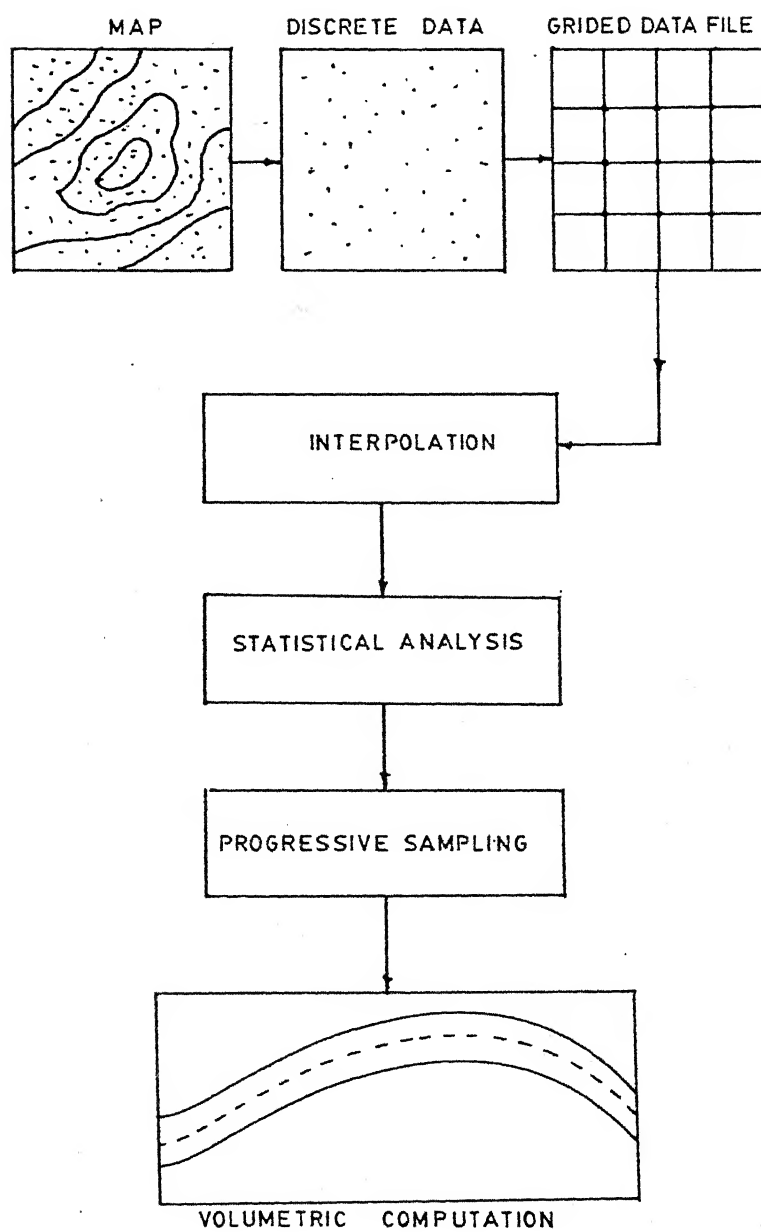 MAP
DISCRETE DATA
GRIDED DATA FILE
INTERPOLATION
STATISTICAL ANALYSIS
PROGRESSIVE SAMPLING
VOLUMETRIC COMPUTATION